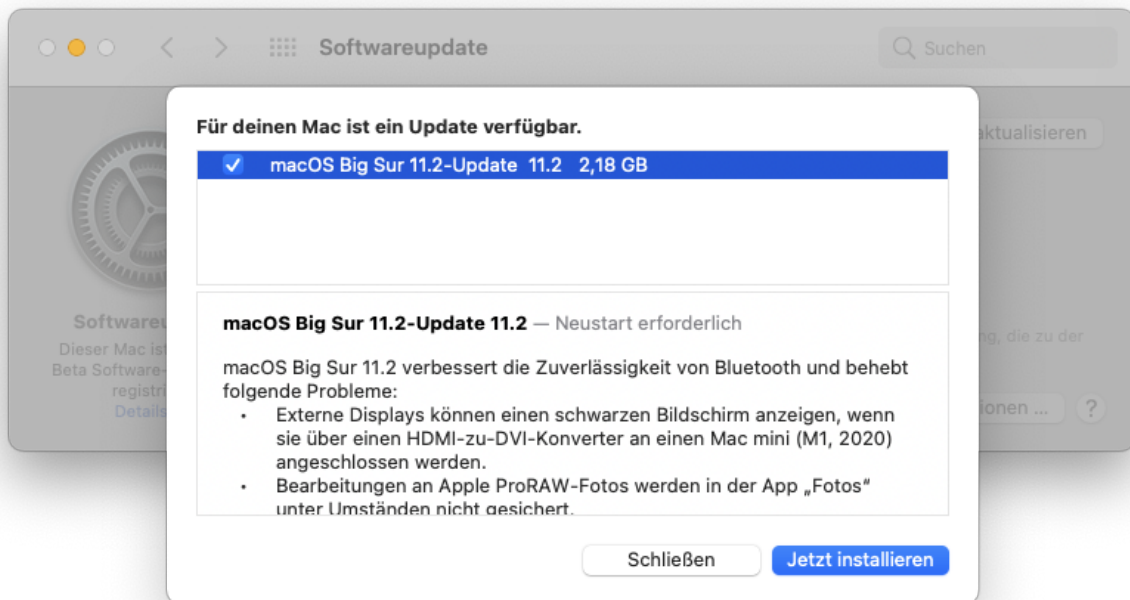 Softwareupdate
Suchen
Für deinen Mac ist ein Update verfügbar.
aktualisieren
macOS Big Sur 11.2-Update 11.2 2,18 GB
macOS Big Sur 11.2-Update 11.2 — Neustart erforderlich
macOS Big Sur 11.2 verbessert die Zuverlässigkeit von Bluetooth und behebt
folgende Probleme:
• Externe Displays können einen schwarzen Bildschirm anzeigen, wenn
sie über einen HDMI-zu-DVI-Konverter an einen Mac mini (M1, 2020)
angeschlossen werden.
• Bearbeitungen an Apple ProRAW-Fotos werden in der App „Fotos“
unter Umständen nicht gesichert.
Schließen
Jetzt installieren
Dieser Mac ist
Beta Software-
Details
die zu der
?